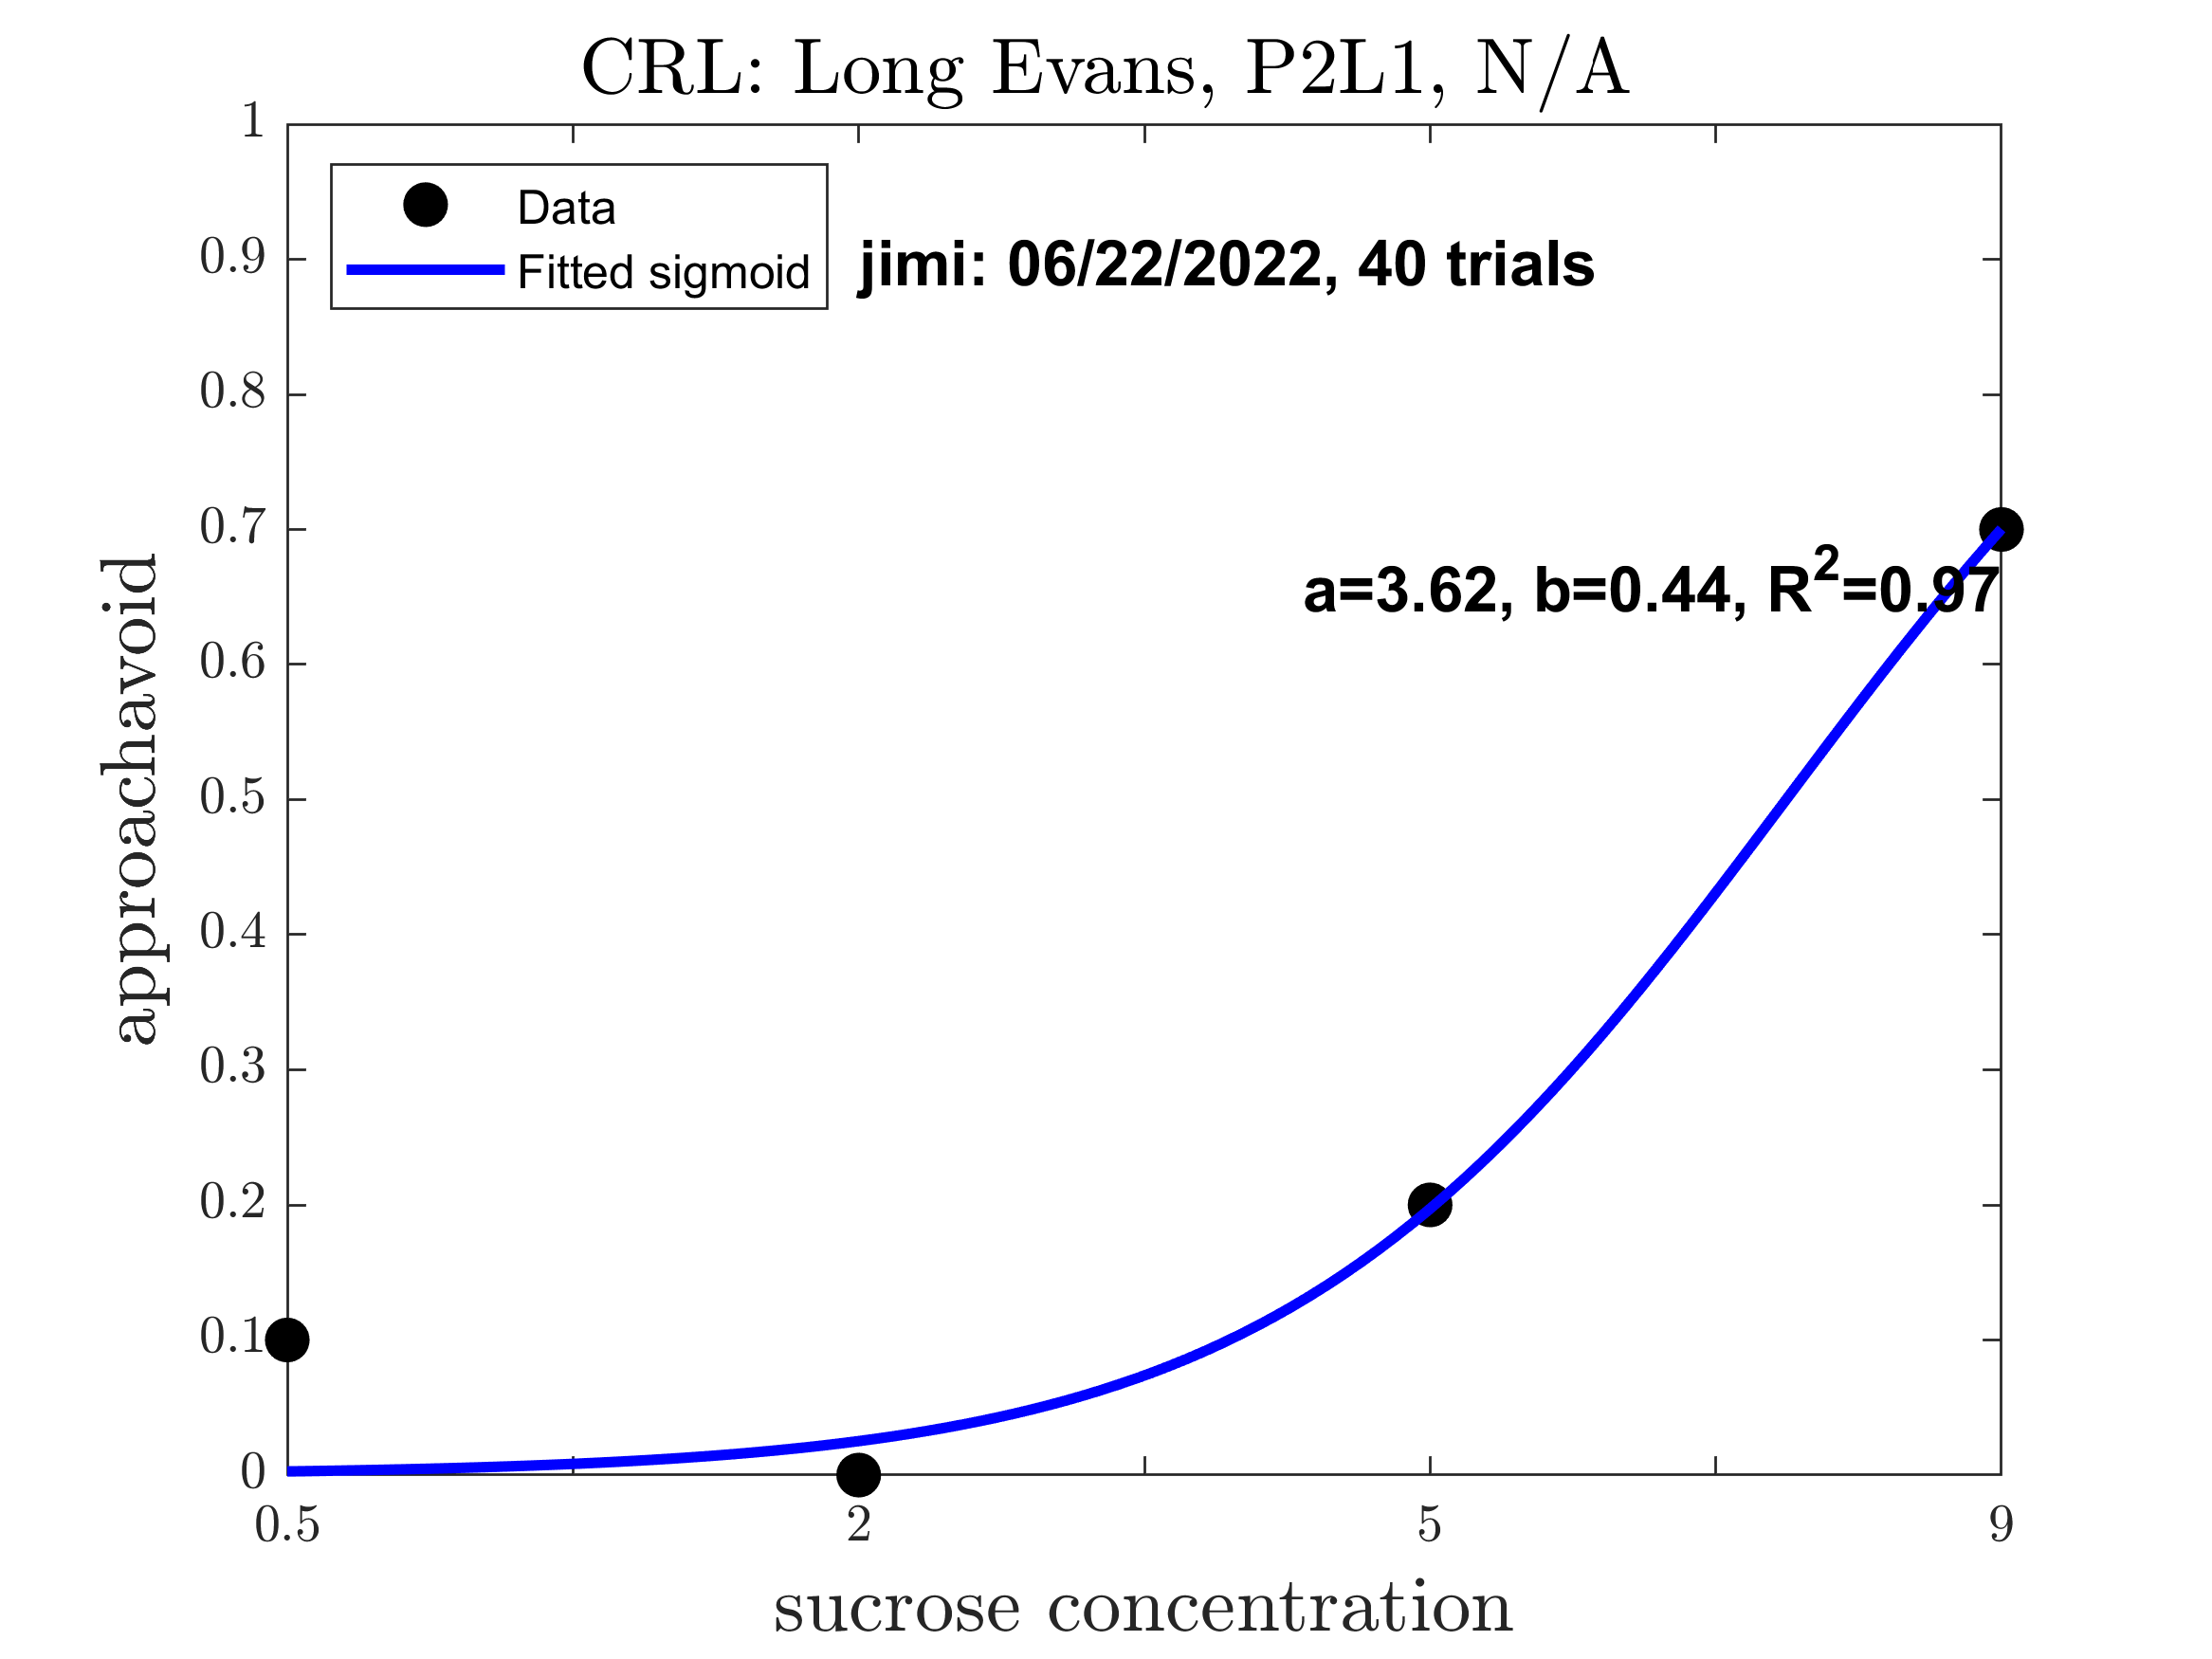 CRL: Long Evans, P2L1, N/A
1
0.9
0.8
0.7
0.6
0.5
0.4
0.3
0.2
0.1
0
approachavoid
Data
Fitted sigmoid
jimi: 06/22/2022, 40 trials
a=3.62, b=0.44, R²=0.97
0.5 2 5 9
sucrose concentration